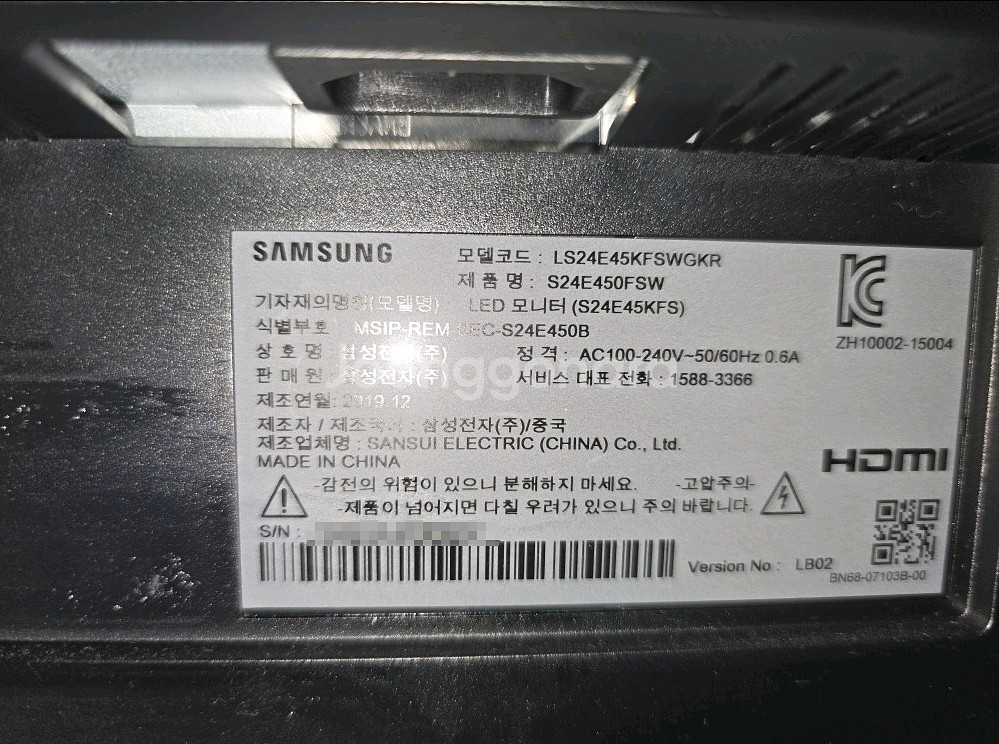 SAMSUNG
모델코드 : LS24E45KFSWGKR
제 품 명 : S24E450FSW
기자재의명칭(모델명) LED 모니터 (S24E45KFS)
식별부호 MSIP-REM EC-S24E450B
상 호 명 삼성전자(주) 정 격 : AC100-240V~50/60Hz 0.6A
판 매 원 삼성전자(주) 서비스 대표 전화 : 1588-3366
제조연월: 2019.12
제조자 / 제조국가 : 삼성전자(주)/중국
제조업체명 : SANSUI ELECTRIC (CHINA) Co., Ltd.
MADE IN CHINA
-감전의 위험이 있으니 분해하지 마세요. -고압주의-
-제품이 넘어지면 다칠 우려가 있으니 주의 바랍니다.
S/N :
Version No : LB02
BN68-07103B-00
ZH10002-15004
HDMI